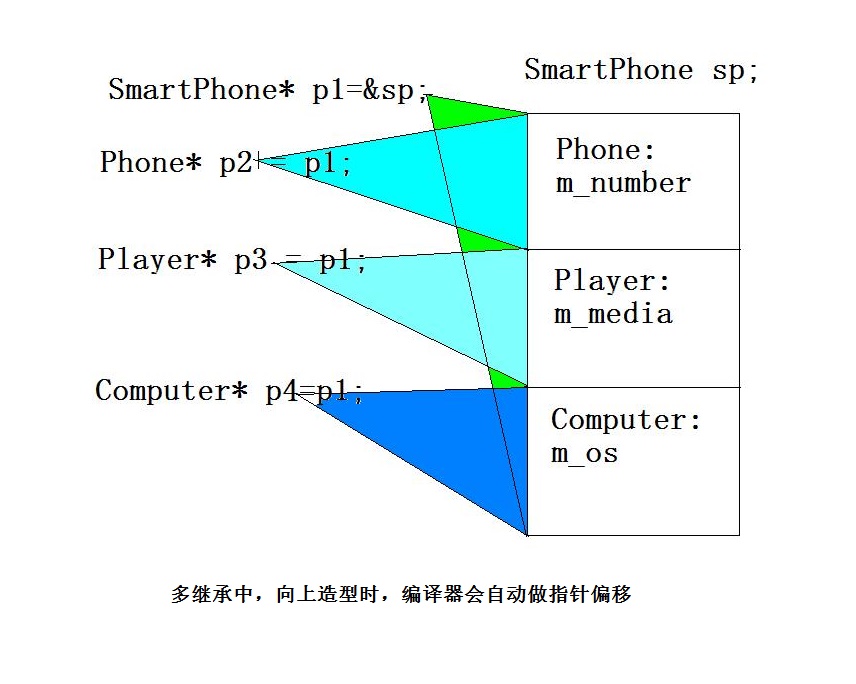 SmartPhone sp;
SmartPhone* p1=&sp;
Phone* p2 = p1;
Phone:
m_number
Player* p3 = p1;
Player:
m_media
Computer* p4=p1;
Computer:
m_os
多继承中，向上造型时，编译器会自动做指针偏移